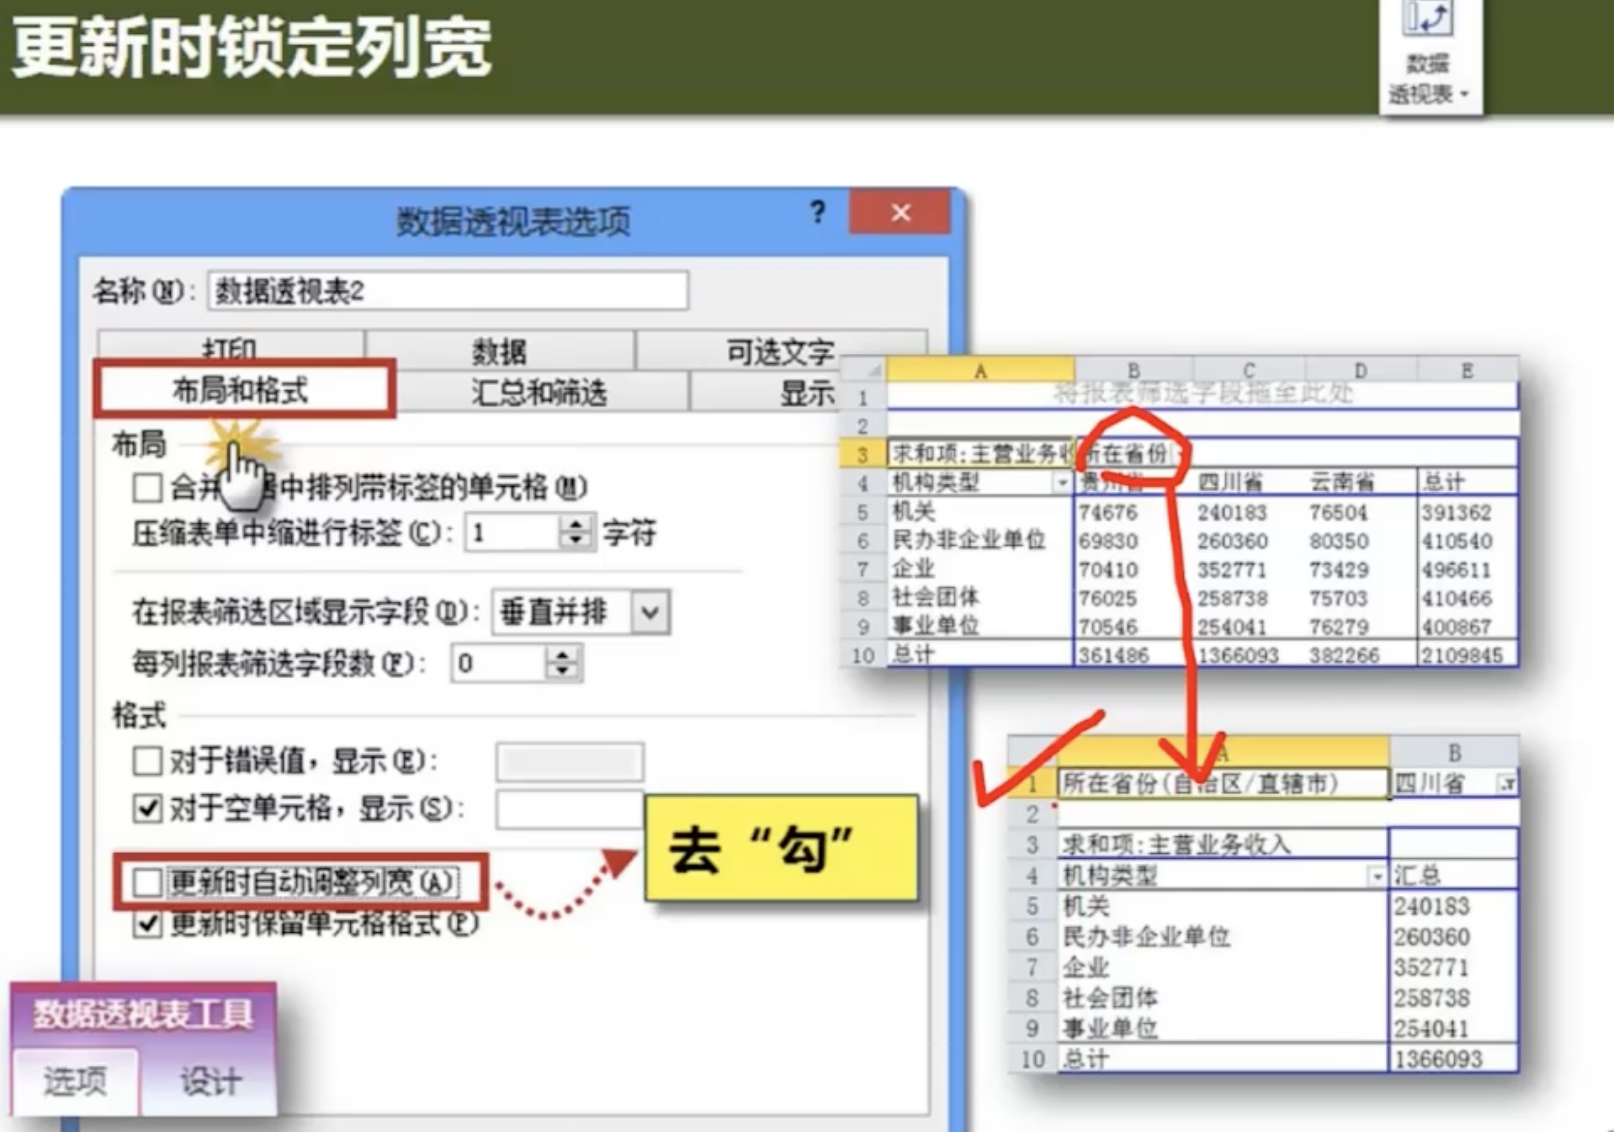 更新时锁定列宽
数据
透视表
数据透视表选项
?
名称(N): 数据透视表2
打印 数据 可选文字
布局和格式 汇总和筛选 显示
布局
合并 中排列带标签的单元格(M)
压缩表单中缩进行标签(C): 1 字符
在报表筛选区域显示字段(D): 垂直并排
每列报表筛选字段数(F): 0
格式
对于错误值，显示(E):
对于空单元格，显示(S):
更新时自动调整列宽(A)
更新时保留单元格格式(P)
去“勾”
数据透视表工具
选项 设计
A B C D E
1 将报表筛选字段拖至此处
2
3 求和项:主营业务收 所在省份
4 机构类型 贵州省 四川省 云南省 总计
5 机关 74676 240183 76504 391362
6 民办非企业单位 69830 260360 80350 410540
7 企业 70410 352771 73429 496611
8 社会团体 76025 258738 75703 410466
9 事业单位 70546 254041 76279 400867
10 总计 361486 1366093 382266 2109845
A B
1 所在省份(自治区/直辖市) 四川省
2
3 求和项:主营业务收入
4 机构类型 汇总
5 机关 240183
6 民办非企业单位 260360
7 企业 352771
8 社会团体 258738
9 事业单位 254041
10 总计 1366093